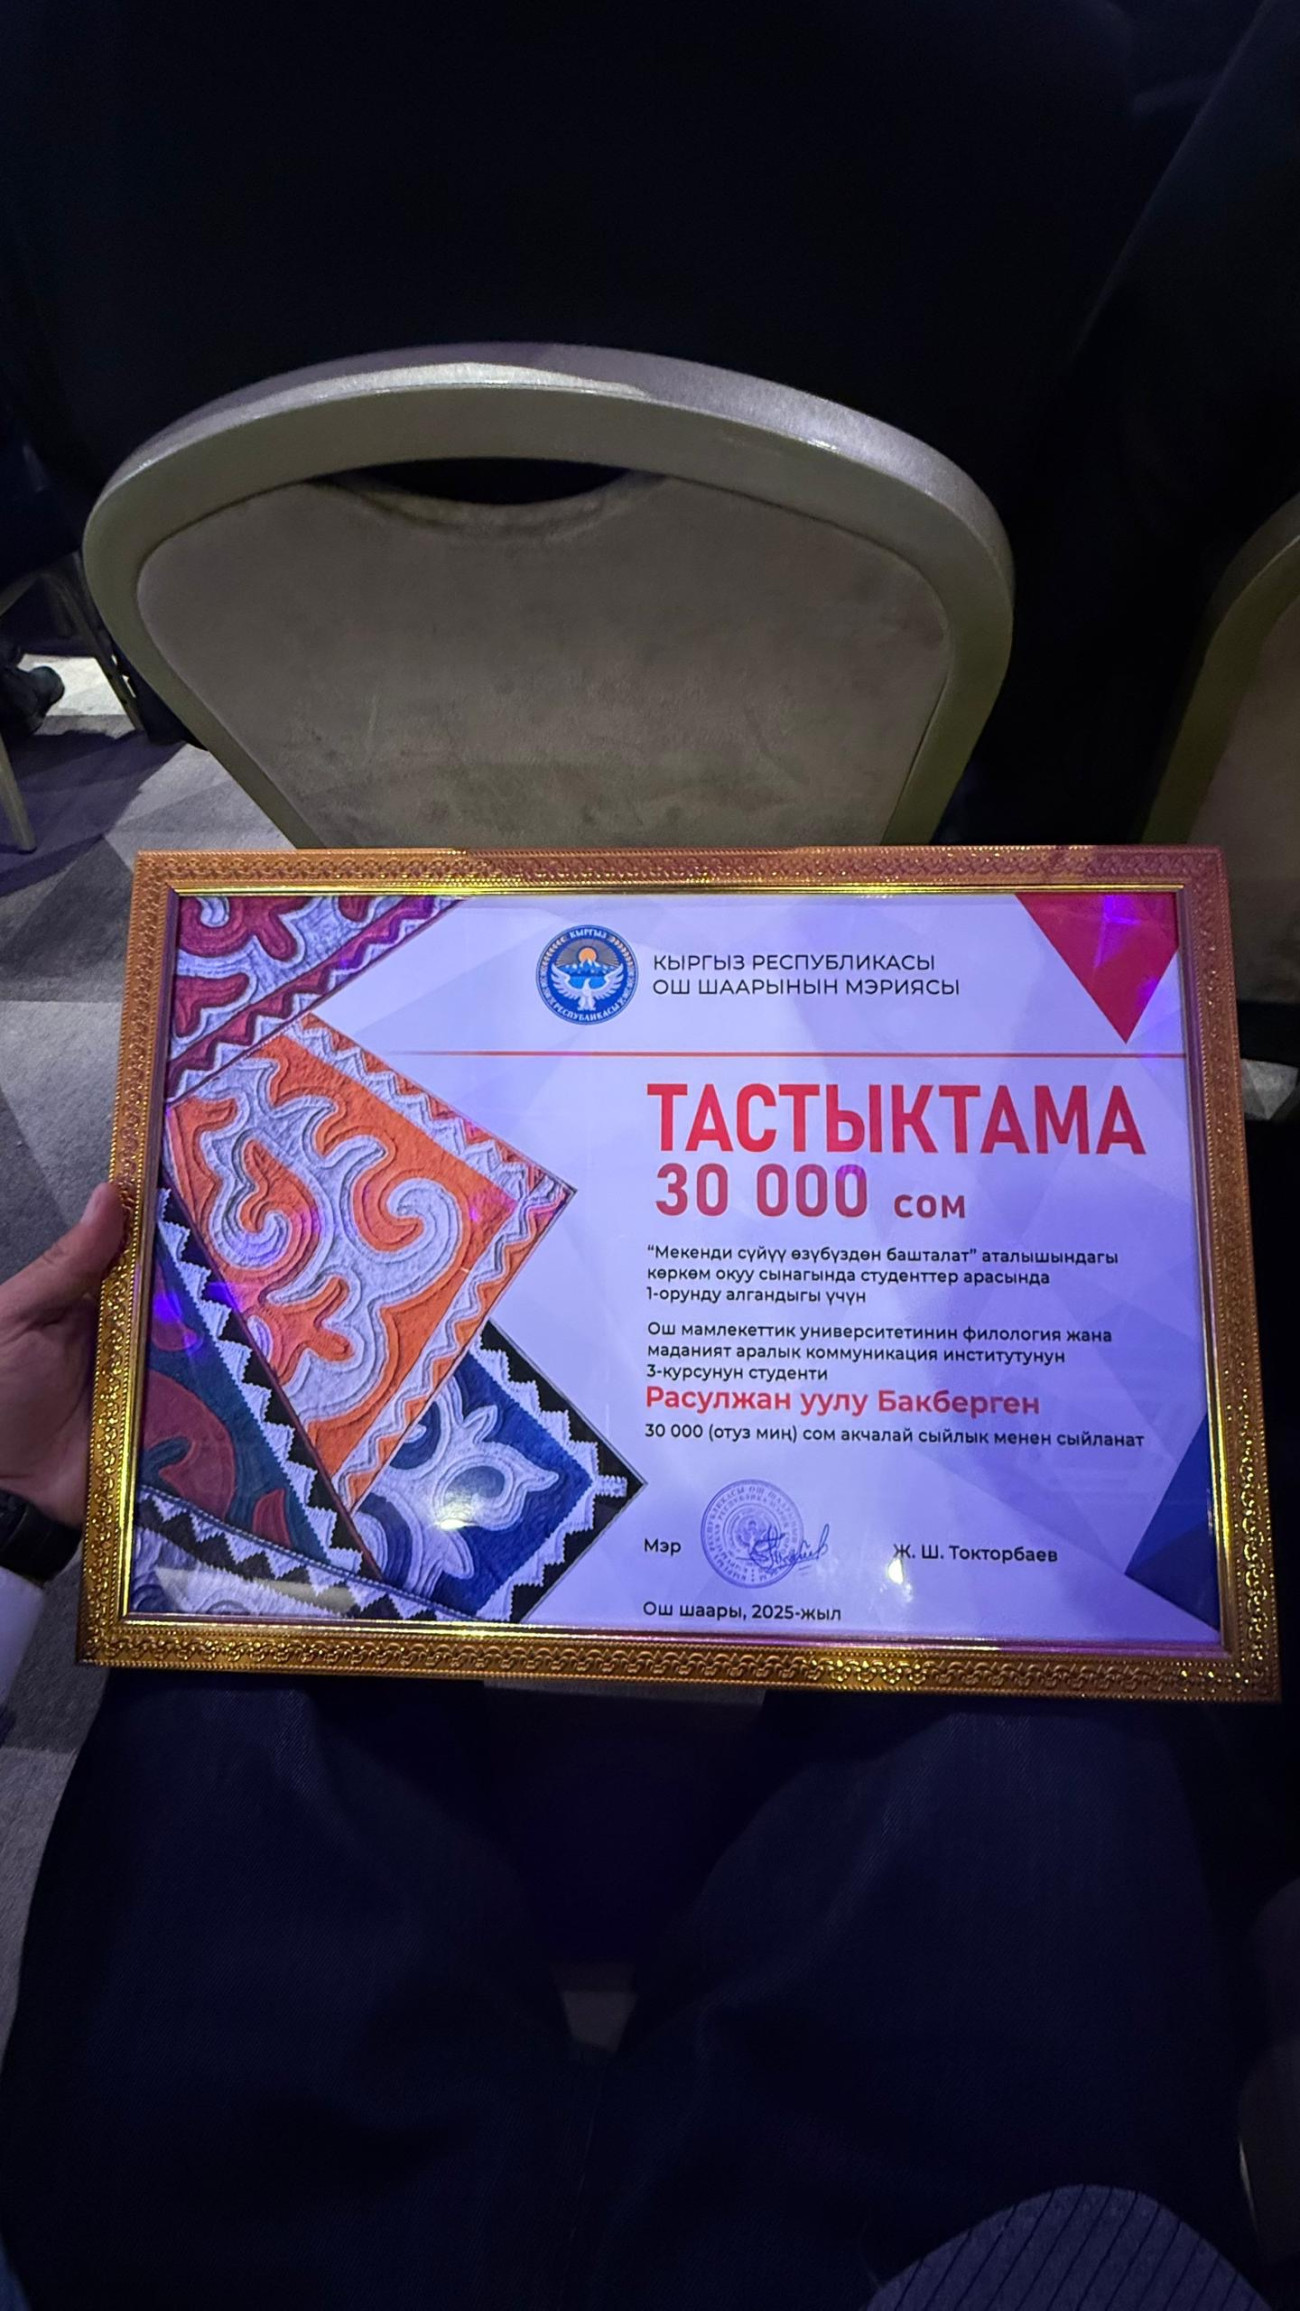 КЫРГЫЗ
РЕСПУБЛИКАСЫ
КЫРГЫЗ РЕСПУБЛИКАСЫ
ОШ ШААРЫНЫН МЭРИЯСЫ
ТАСТЫКТАМА
30 000 сом
“Мекенди сүйүү өзүбүздөн башталат” аталышындагы
көркөм окуу сынагында студенттер арасында
1-орунду алгандыгы үчүн
Ош мамлекеттик университетинин филология жана
маданият аралык коммуникация институтунун
3-курсунун студенти
Расулжан уулу Бакберген
30 000 (отуз миң) сом акчалай сыйлык менен сыйланат
Мэр
Ж. Ш. Токторбаев
Ош шаары, 2025-жыл